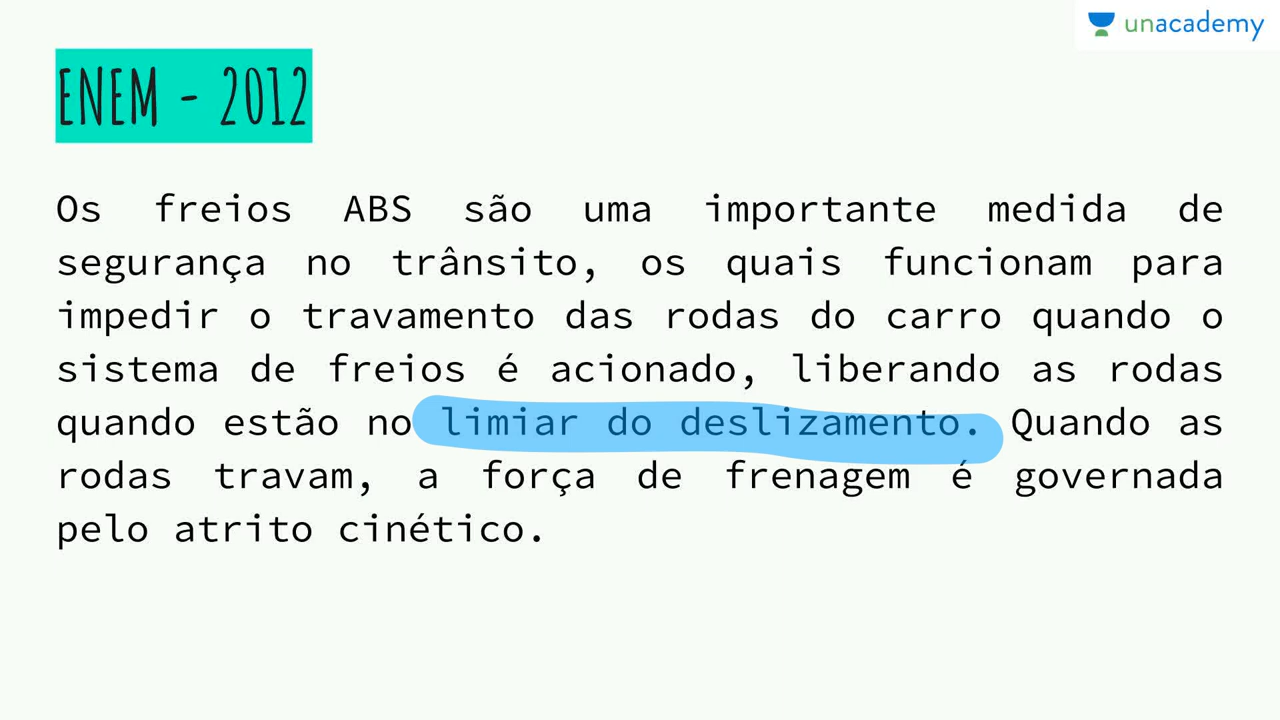 unacademy
ENEM - 2012
Os freios ABS são uma importante medida de
segurança no trânsito, os quais funcionam para
impedir o travamento das rodas do carro quando o
sistema de freios é acionado, liberando as rodas
quando estão no limiar do deslizamento. Quando as
rodas travam, a força de frenagem é governada
pelo atrito cinético.